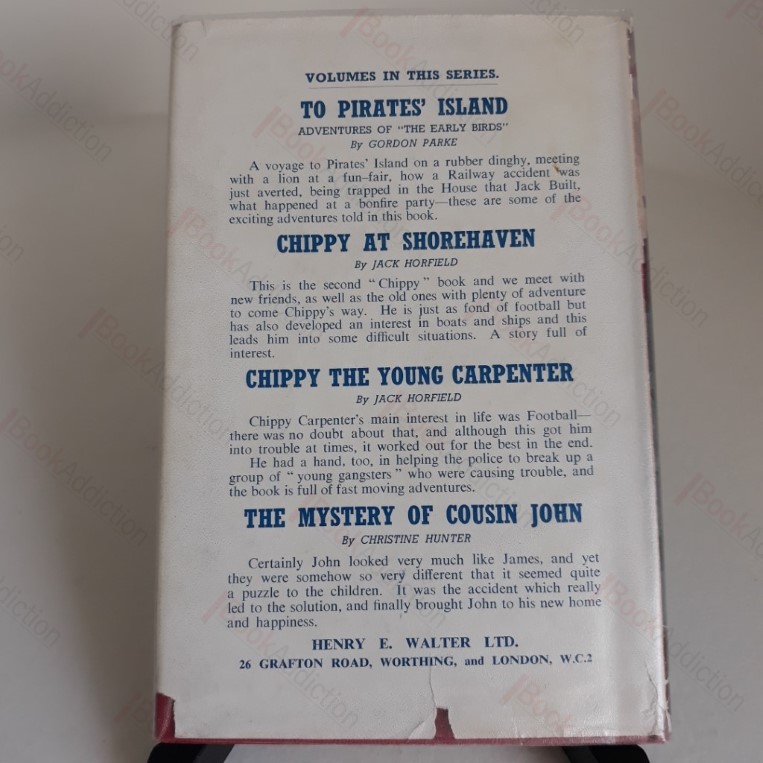 VOLUMES IN THIS SERIES.
TO PIRATES' ISLAND
ADVENTURES OF "THE EARLY BIRDS"
By GORDON PARKE
A voyage to Pirates' Island on a rubber dinghy, meeting
with a lion at a fun-fair, how a Railway accident was
just averted, being trapped in the House that Jack Built,
what happened at a bonfire party—these are some of the
exciting adventures told in this book.
CHIPPY AT SHOREHAVEN
By JACK HORFIELD
This is the second "Chippy" book and we meet with
new friends, as well as the old ones with plenty of adventure
to come Chippy's way. He is just as fond of football but
has also developed an interest in boats and ships and this
leads him into some difficult situations. A story full of
interest.
CHIPPY THE YOUNG CARPENTER
By JACK HORFIELD
Chippy Carpenter's main interest in life was Football—
there was no doubt about that, and although this got him
into trouble at times, it worked out for the best in the end.
He had a hand, too, in helping the police to break up a
group of "young gangsters" who were causing trouble, and
the book is full of fast moving adventures.
THE MYSTERY OF COUSIN JOHN
By CHRISTINE HUNTER
Certainly John looked very much like James, and yet
they were somehow so very different that it seemed quite
a puzzle to the children. It was the accident which really
led to the solution, and finally brought John to his new home
and happiness.
HENRY E. WALTER LTD.
26 GRAFTON ROAD, WORTHING, and LONDON, W.C.2
BookAddiction